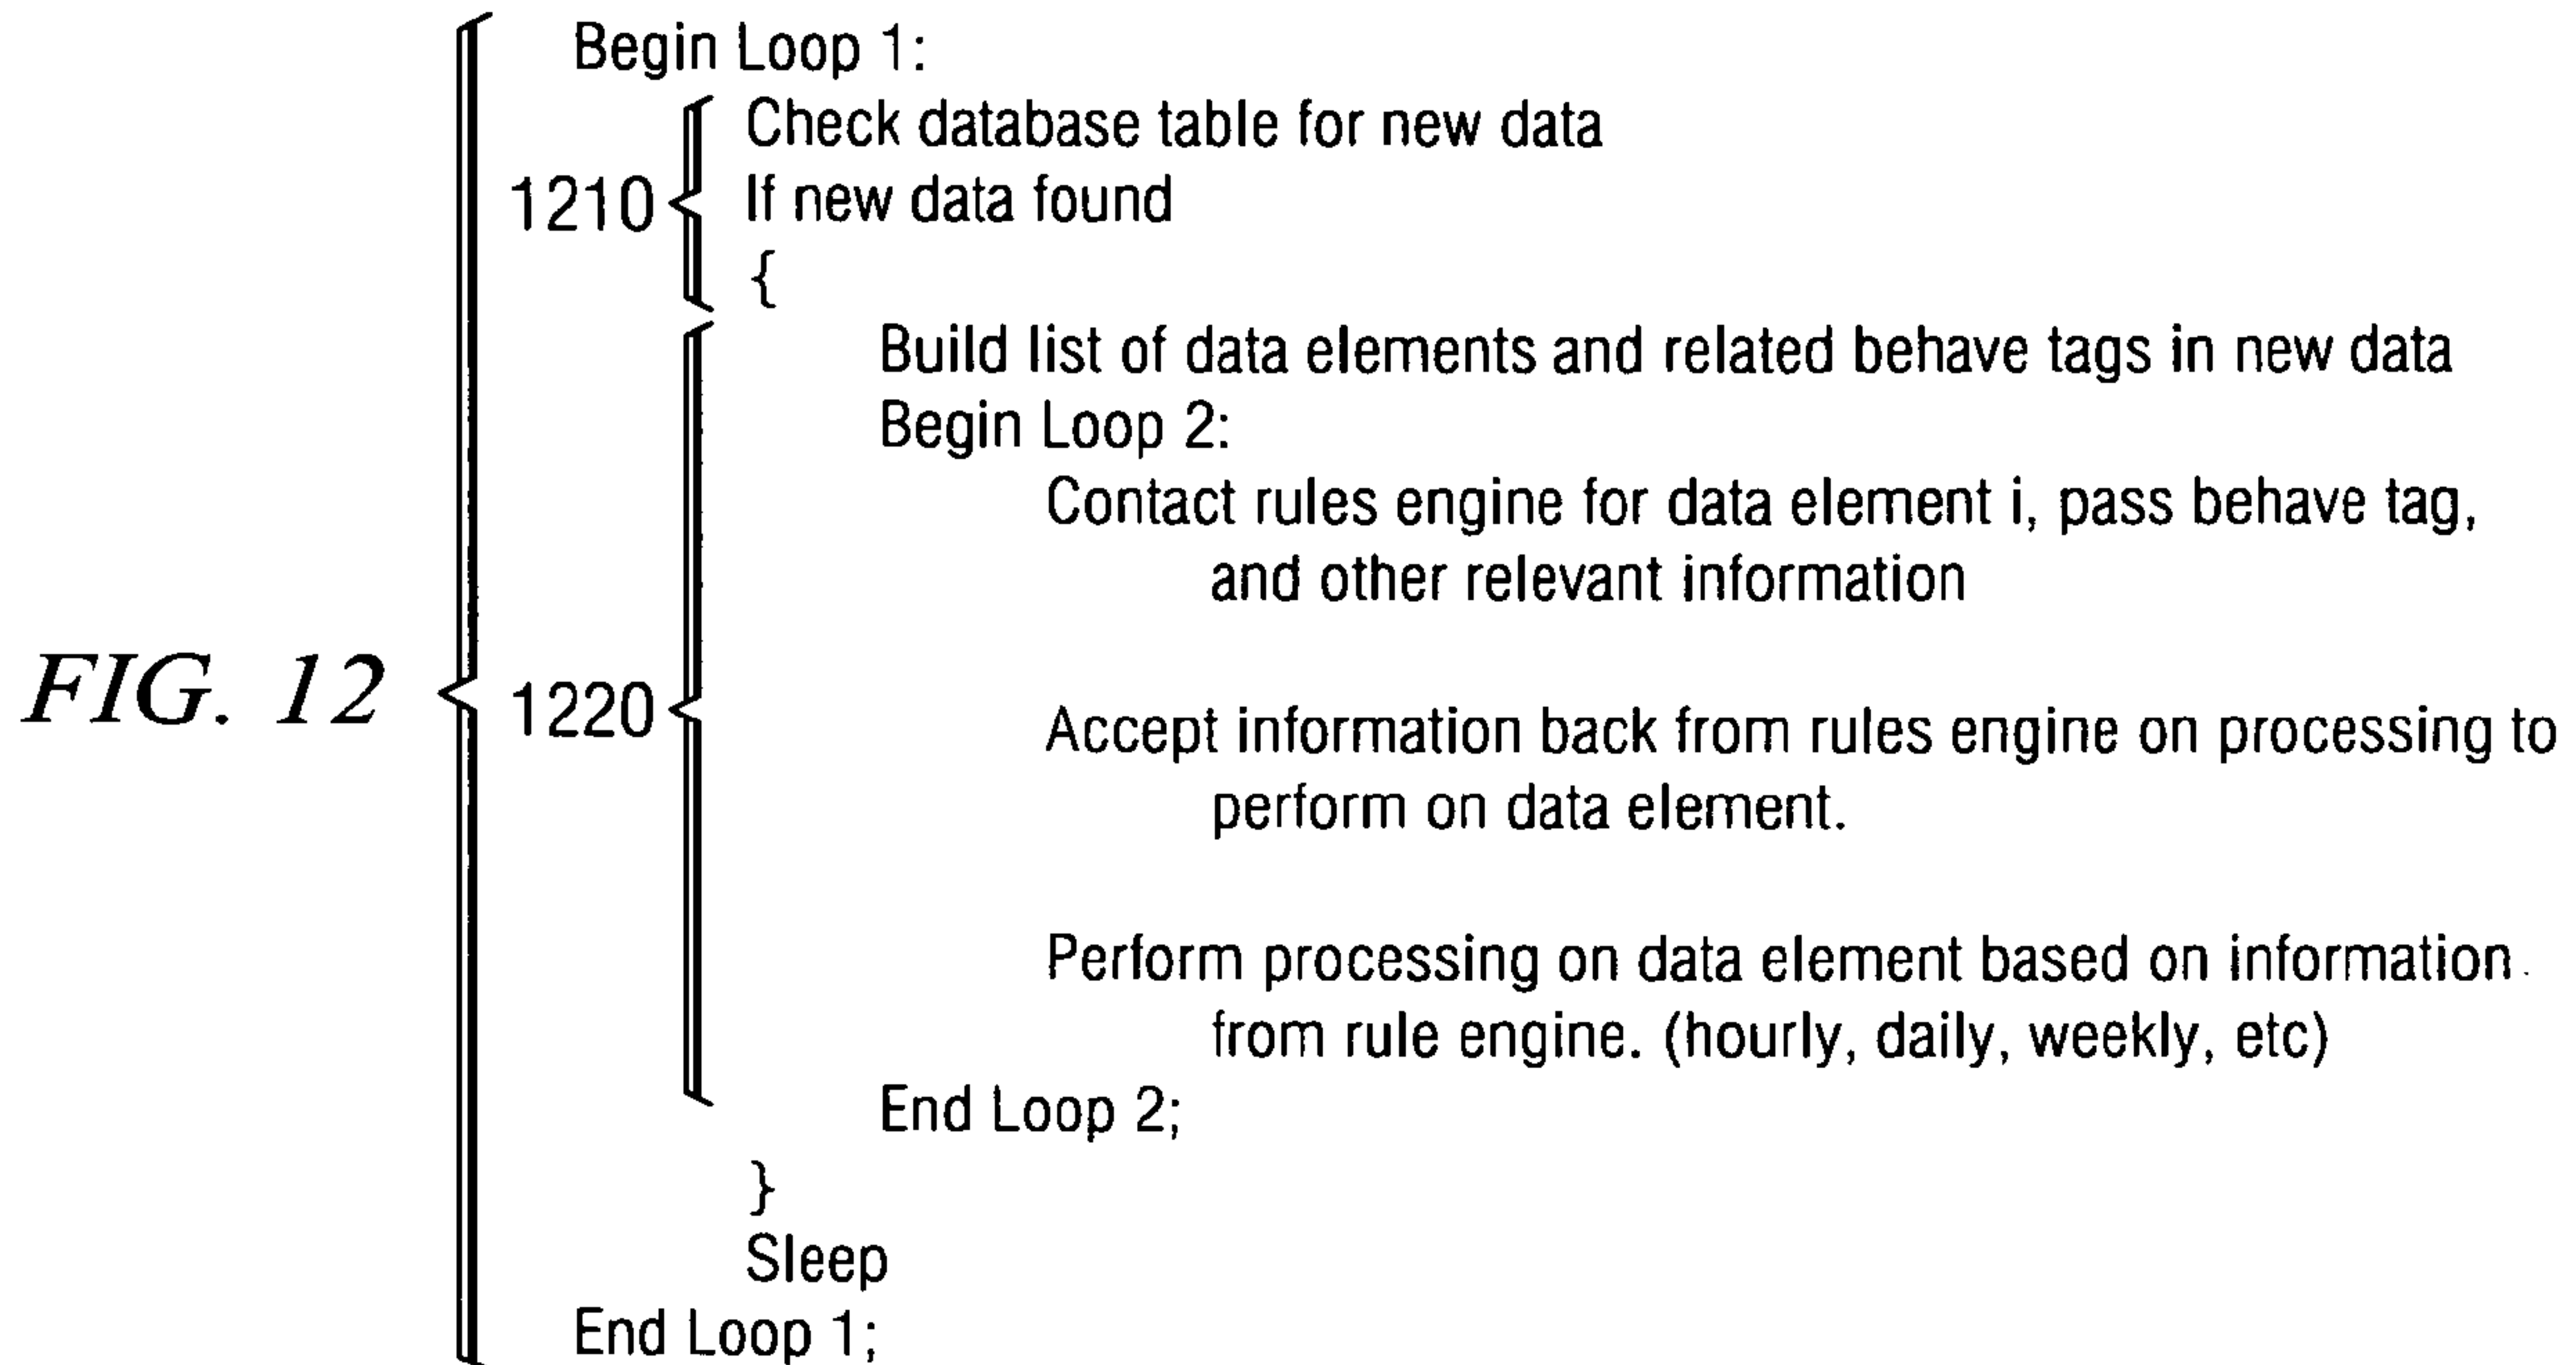 Begin Loop 1:
Check database table for new data
1210 If new data found
{
Build list of data elements and related behave tags in new data
Begin Loop 2:
Contact rules engine for data element i, pass behave tag,
and other relevant information
FIG. 12
1220
Accept information back from rules engine on processing to
perform on data element.
Perform processing on data element based on information
from rule engine. (hourly, daily, weekly, etc)
End Loop 2;
}
Sleep
End Loop 1;